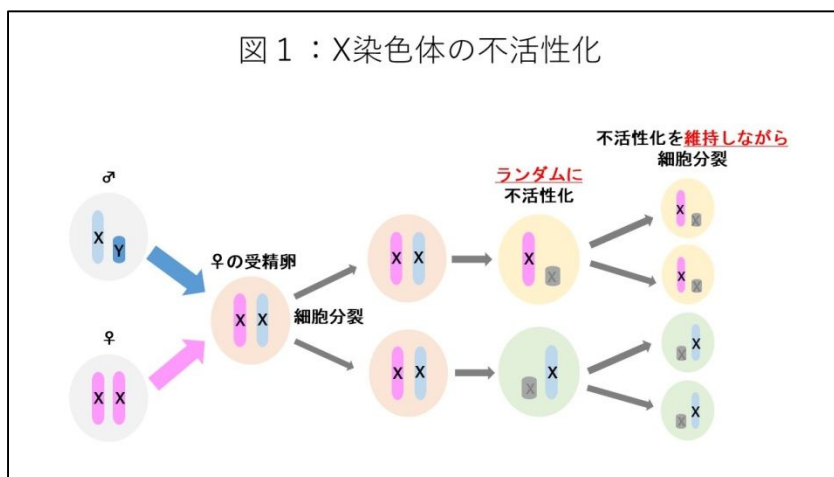 図1：X染色体の不活性化
♂
X
Y
♀
X X
♀の受精卵
X X
細胞分裂
X X
X X
ランダムに
不活性化
X X
X X
不活性化を維持しながら
細胞分裂
X X
X X
X X
X X